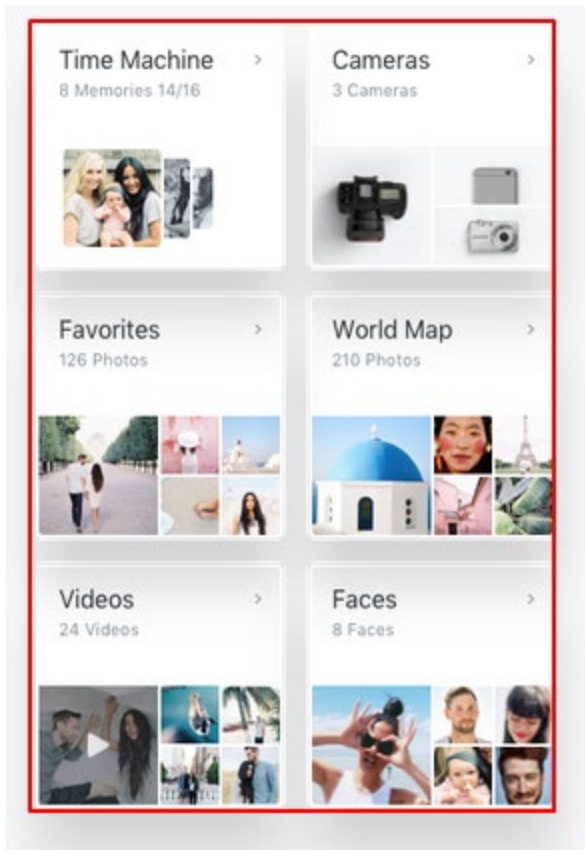 Time Machine
8 Memories 14/16
Cameras
3 Cameras
Favorites
126 Photos
World Map
210 Photos
Videos
24 Videos
Faces
8 Faces